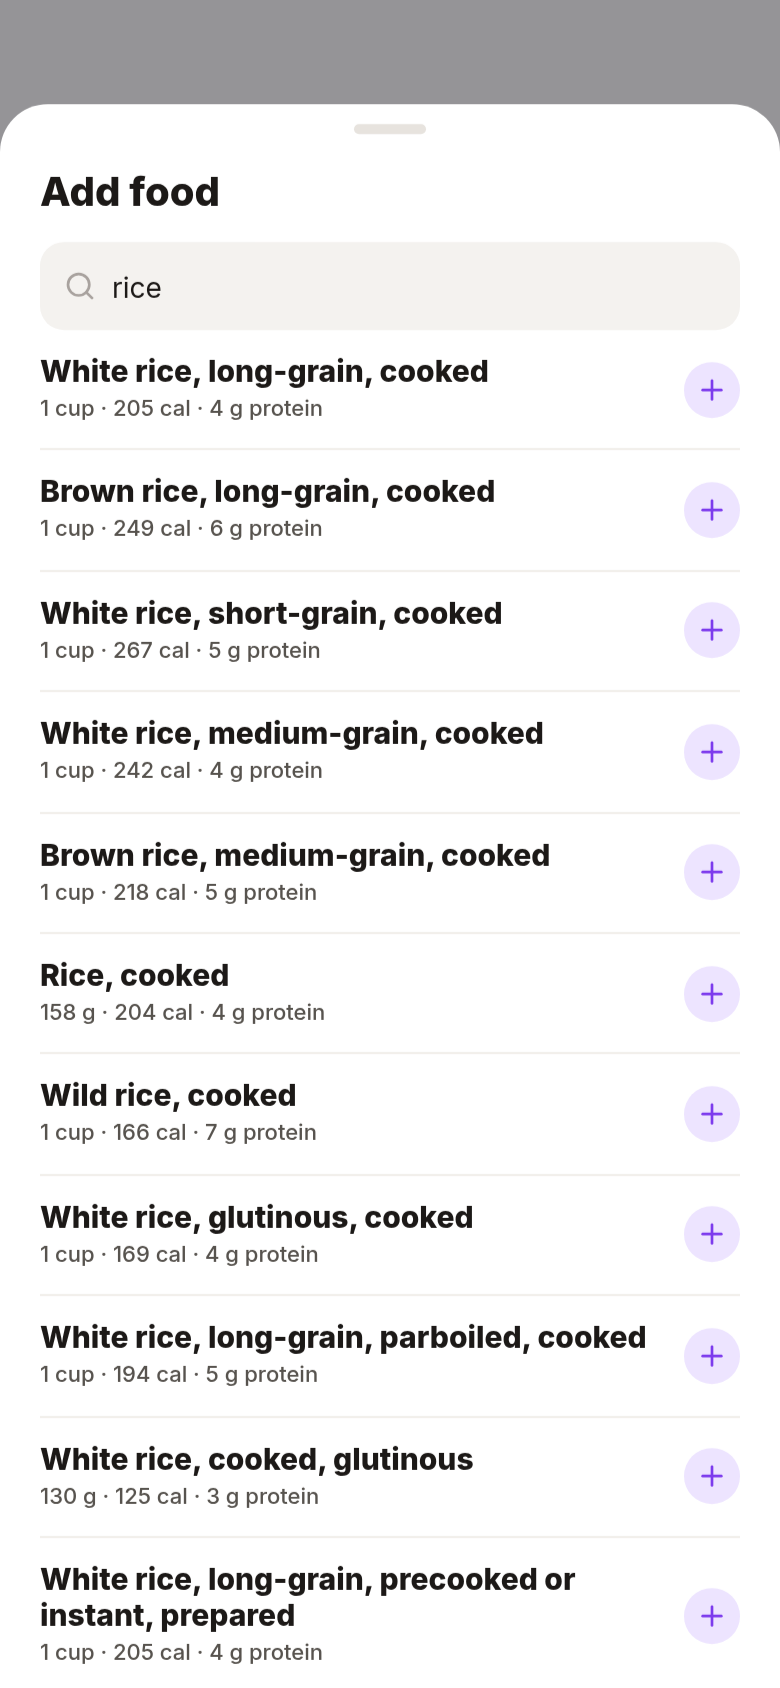 Add food
rice
White rice, long-grain, cooked
1 cup · 205 cal · 4 g protein
Brown rice, long-grain, cooked
1 cup · 249 cal · 6 g protein
White rice, short-grain, cooked
1 cup · 267 cal · 5 g protein
White rice, medium-grain, cooked
1 cup · 242 cal · 4 g protein
Brown rice, medium-grain, cooked
1 cup · 218 cal · 5 g protein
Rice, cooked
158 g · 204 cal · 4 g protein
Wild rice, cooked
1 cup · 166 cal · 7 g protein
White rice, glutinous, cooked
1 cup · 169 cal · 4 g protein
White rice, long-grain, parboiled, cooked
1 cup · 194 cal · 5 g protein
White rice, cooked, glutinous
130 g · 125 cal · 3 g protein
White rice, long-grain, precooked or
instant, prepared
1 cup · 205 cal · 4 g protein